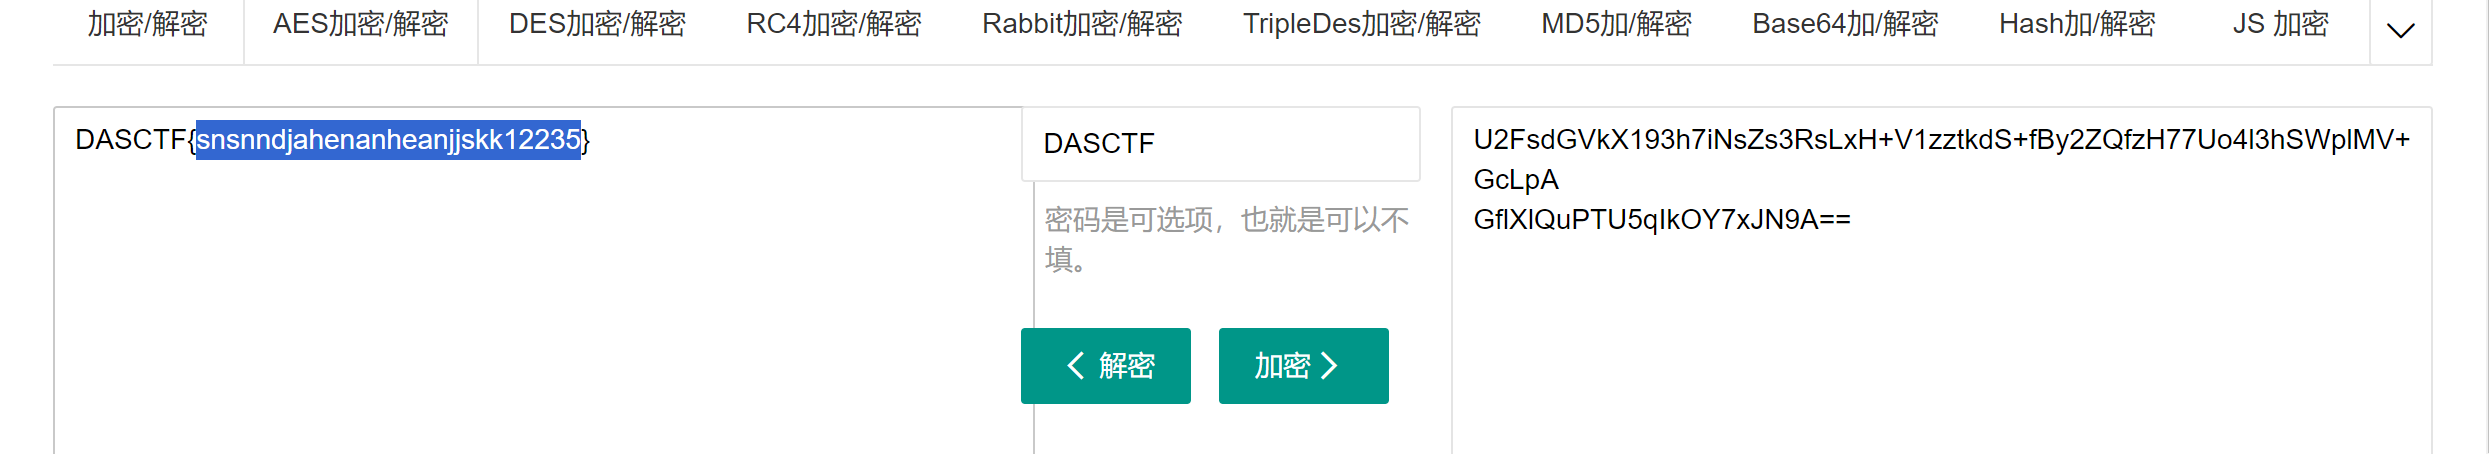 加密/解密 AES加密/解密 DES加密/解密 RC4加密/解密 Rabbit加密/解密 TripleDes加密/解密 MD5加/解密 Base64加/解密 Hash加/解密 JS 加密
DASCTF{snsnndjahenanheanjjskk12235}
DASCTF
密码是可选项，也就是可以不
填。
解密
加密
U2FsdGVkX193h7iNsZs3RsLxH+V1zztkdS+fBy2ZQfzH77Uo4l3hSWplMV+
GcLpA
GflXlQuPTU5qIkOY7xJN9A==